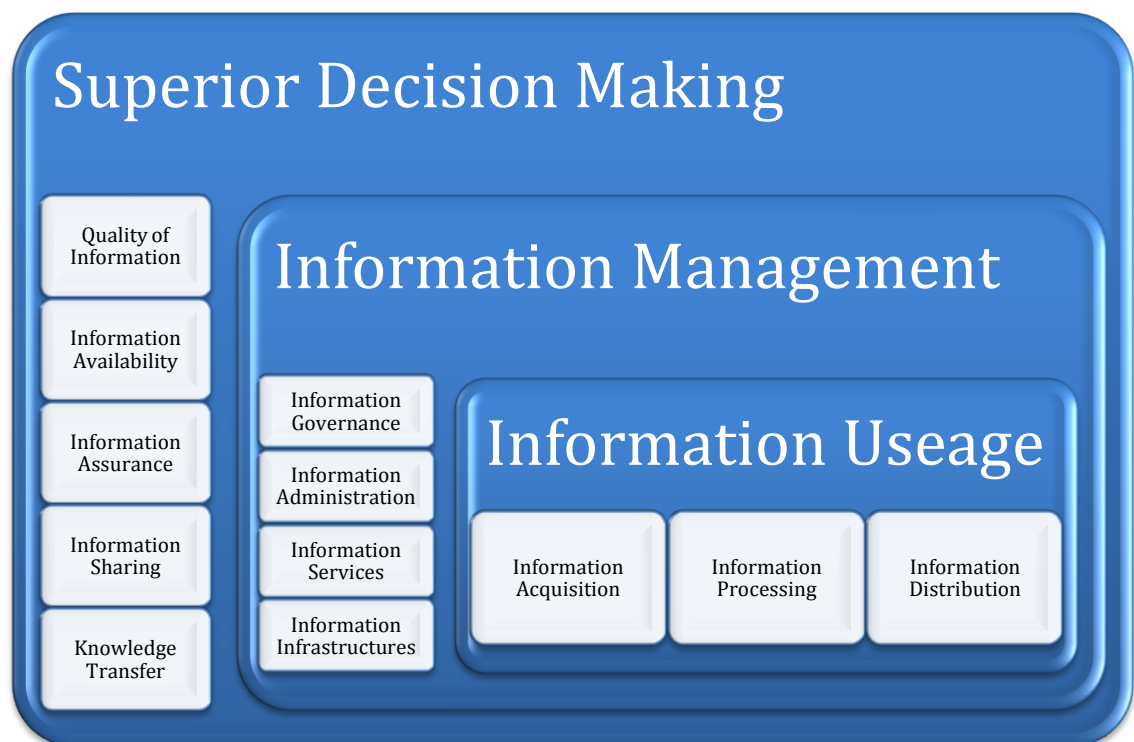 Superior Decision Making
Quality of
Information
Information
Availability
Information
Assurance
Information
Sharing
Knowledge
Transfer
Information Management
Information
Governance
Information
Administration
Information
Services
Information
Infrastructures
Information Useage
Information
Acquisition
Information
Processing
Information
Distribution